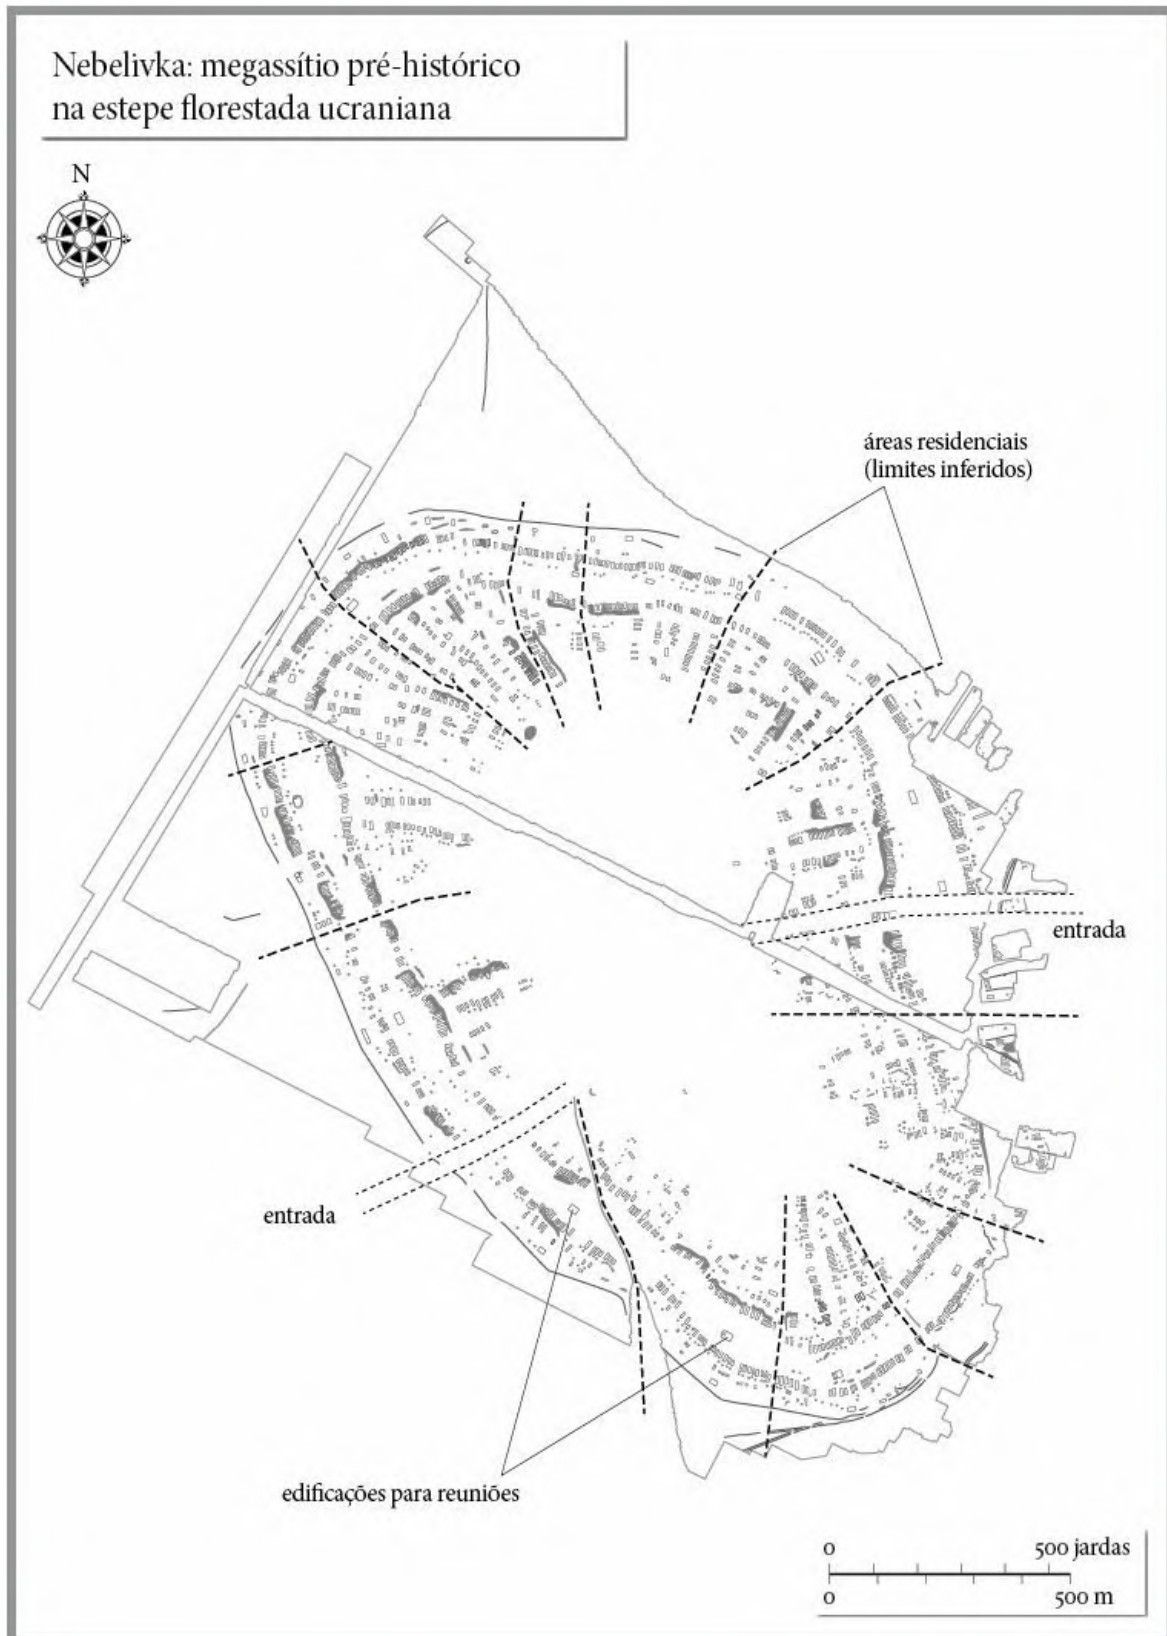 Nebelivka: megassítio pré-histórico
na estepe florestada ucraniana
N
áreas residenciais
(limites inferidos)
entrada
entrada
edificações para reuniões
0 500 jardas
0 500 m